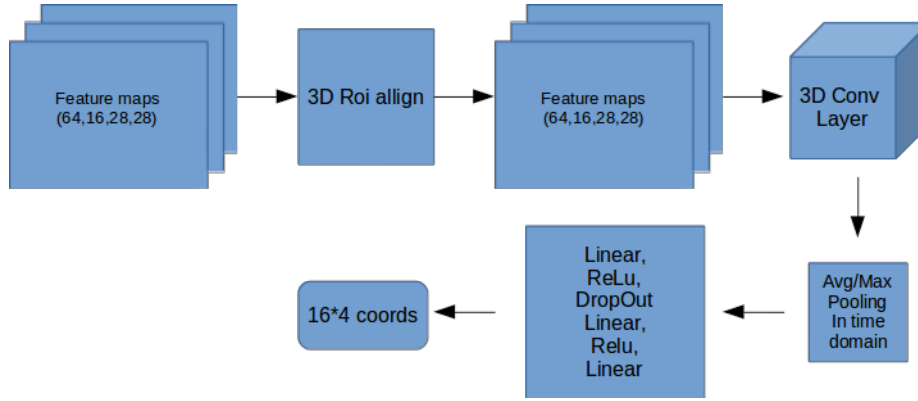 Feature maps
(64,16,28,28)
3D Roi allign
Feature maps
(64,16,28,28)
3D Conv
Layer
Avg/Max
Pooling
In time
domain
Linear,
ReLu,
DropOut
Linear,
Relu,
Linear
16*4 coords